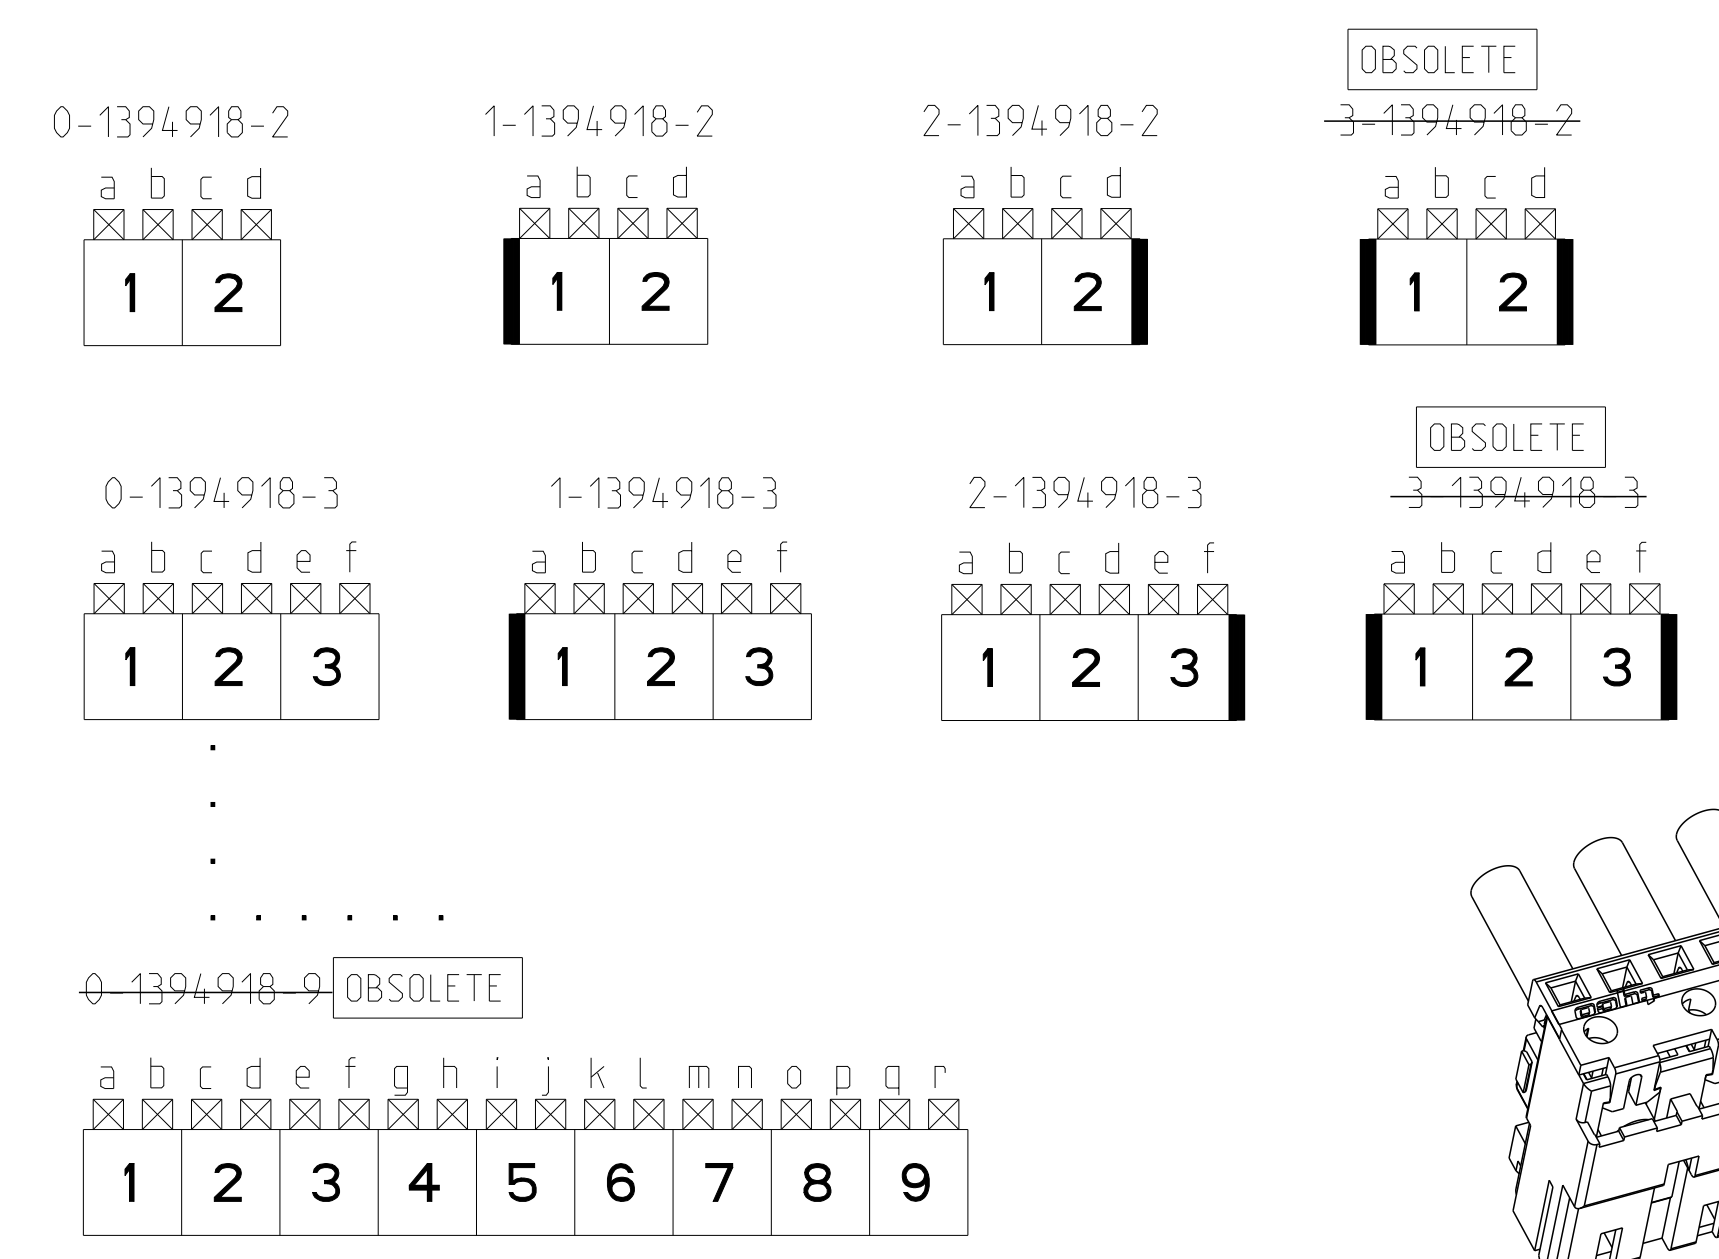 OBSOLETE
0-1394918-2 1-1394918-2 2-1394918-2 3-1394918-2
a b c d a b c d a b c d a b c d
1 2 1 2 1 2 1 2
OBSOLETE
0-1394918-3 1-1394918-3 2-1394918-3 3-1394918-3
a b c d e f a b c d e f a b c d e f a b c d e f
1 2 3 1 2 3 1 2 3 1 2 3
0-1394918-9 OBSOLETE
a b c d e f g h i j k l m n o p q r
1 2 3 4 5 6 7 8 9